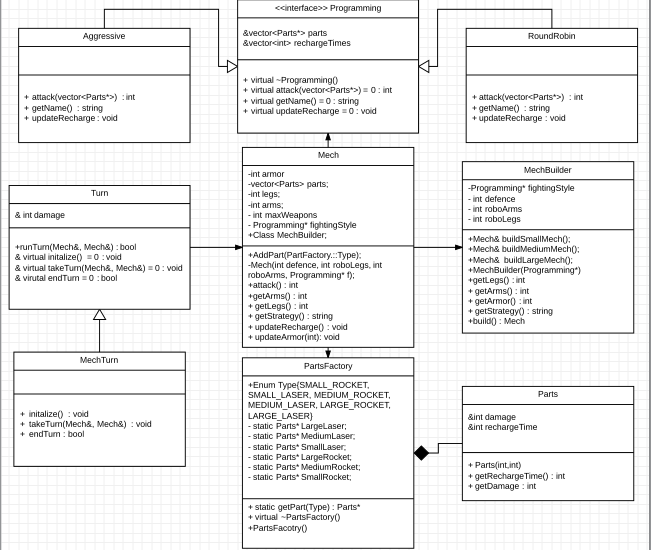 <<interface>> Programming
&vector<Parts*> parts
&vector<int> rechargeTimes
+ virtual ~Programming()
+ virtual attack(vector<Parts*>) = 0 : int
+ virtual getName() = 0 : string
+ virtual updateRecharge = 0 : void
Aggressive
+ attack(vector<Parts*>) : int
+ getName() : string
+ updateRecharge : void
RoundRobin
+ attack(vector<Parts*>) : int
+ getName() : string
+ updateRecharge : void
Mech
-int armor
-vector<Parts> parts;
-int legs;
-int arms;
- int maxWeapons
- Programming* fightingStyle
+Class MechBuilder;
+AddPart(PartFactory.::Type);
-Mech(int defence, int roboLegs, int
roboArms, Programming* f);
+attack() : int
+getArms() : int
+ getLegs() : int
+ getStrategy() : string
+ updateRecharge() : void
+ updateArmor(int): void
MechBuilder
-Programming* fightingStyle
- int defence
- int roboArms
- int roboLegs
+Mech& buildSmallMech();
+Mech& buildMediumMech();
+Mech& buildLargeMech();
+MechBuilder(Programming*)
+getLegs() : int
+ getArms() : int
+ getArmor() : int
+ getStrategy() : string
+build() : Mech
Turn
& int damage
+runTurn(Mech&, Mech&) : bool
& virtual initalize() = 0 : void
& virtual takeTurn(Mech&, Mech&) = 0 : void
& virutal endTurn = 0 : bool
MechTurn
+ initalize() : void
+ takeTurn(Mech&, Mech&) : void
+ endTurn : bool
PartsFactory
+Enum Type{SMALL_ROCKET,
SMALL_LASER, MEDIUM_ROCKET,
MEDIUM_LASER, LARGE_ROCKET,
LARGE_LASER}
- static Parts* LargeLaser;
- static Parts* MediumLaser;
- static Parts* SmallLaser;
- static Parts* LargeRocket;
- static Parts* MediumRocket;
- static Parts* SmallRocket;
+ static getPart(Type) : Parts*
+ virtual ~PartsFactory()
+PartsFacotry()
Parts
&int damage
&int rechargeTime
+ Parts(int,int)
+ getRechargeTime() : int
+ getDamage : int